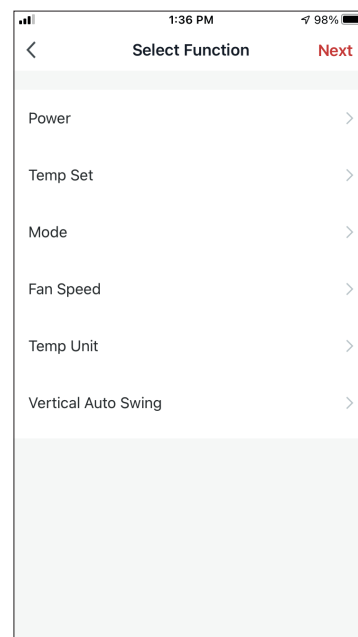 1:36 PM 98%
Select Function Next
Power
Temp Set
Mode
Fan Speed
Temp Unit
Vertical Auto Swing